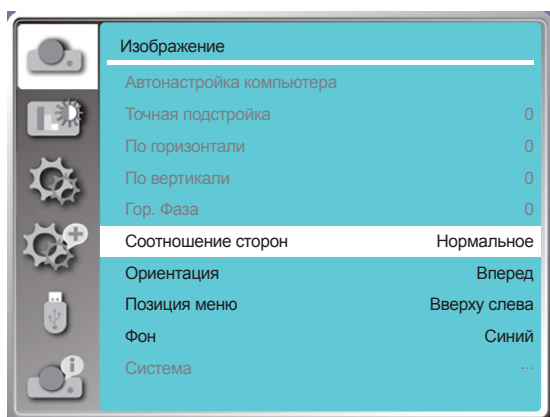 Изображение
Автонастройка компьютера
Точная подстройка 0
По горизонтали 0
По вертикали 0
Гор. Фаза 0
Соотношение сторон Нормальное
Ориентация Вперед
Позиция меню Вверху слева
Фон Синий
Система ...